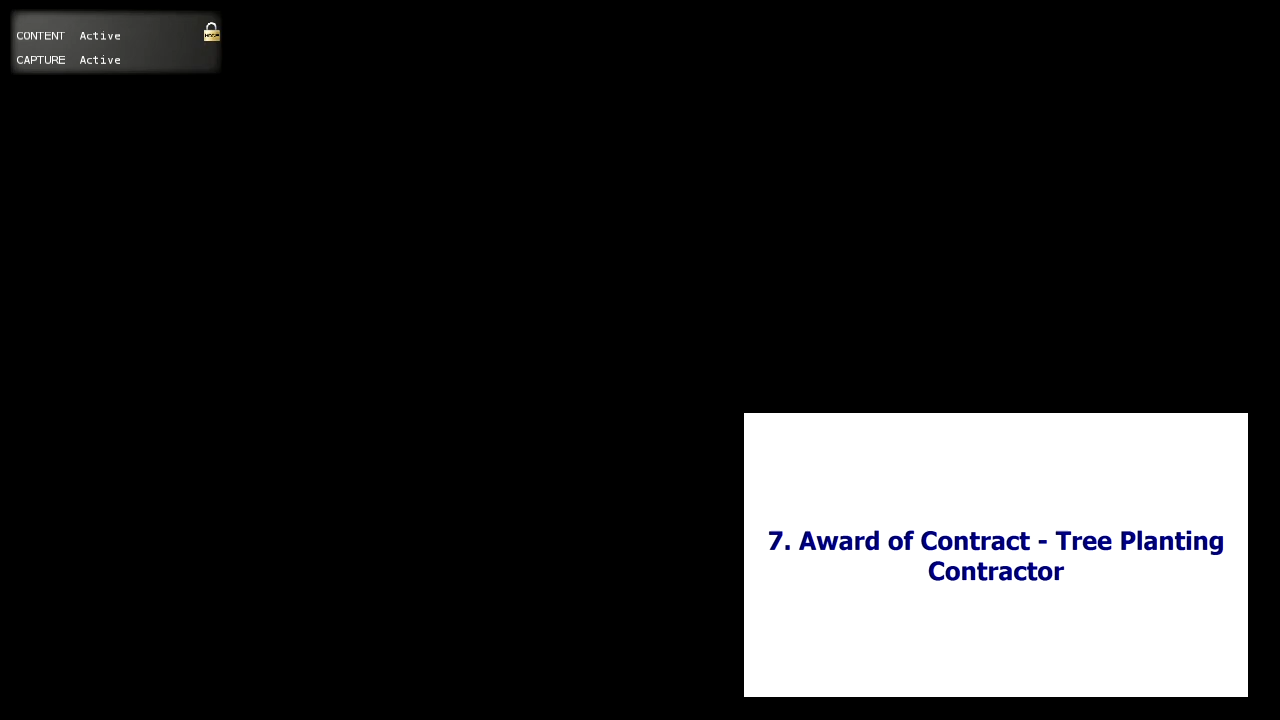 CONTENT Active
CAPTURE Active
7. Award of Contract - Tree Planting
Contractor